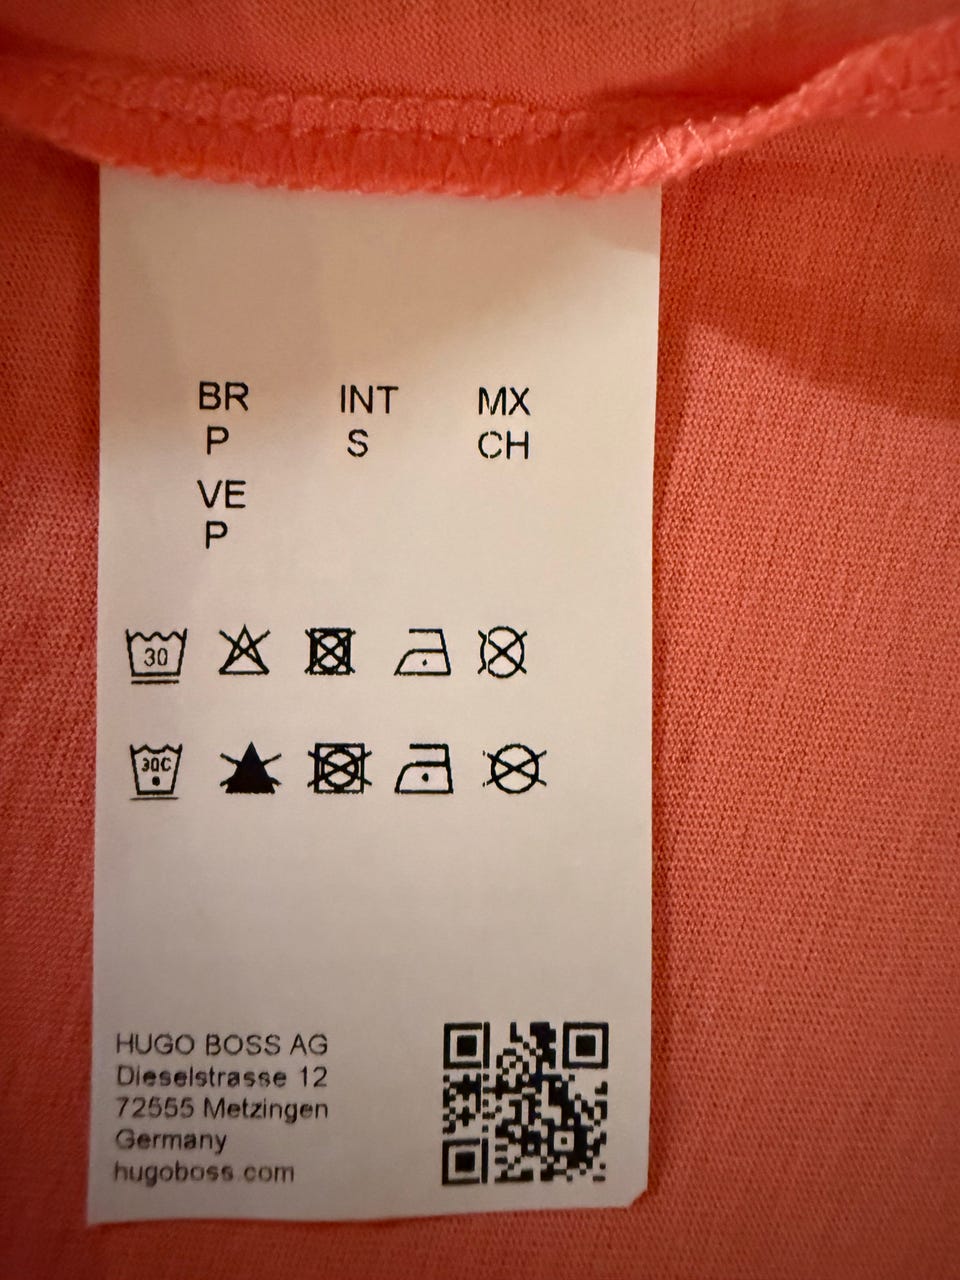 BR INT MX
P S CH
VE
P
30
30C
HUGO BOSS AG
Dieselstrasse 12
72555 Metzingen
Germany
hugoboss.com